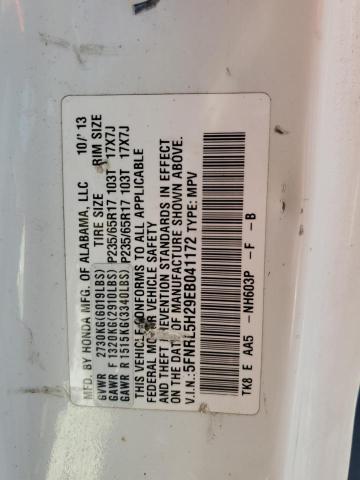 MFD. BY HONDA MFG. OF ALABAMA, LLC 10/ 13
TIRE SIZE RIM SIZE
GVWR 2730KG(6019LBS)
GAWR F 1320KG(2910LBS) P235/65R17 103T 17X7J
GAWR R 1515KG(3340LBS) P235/65R17 103T 17X7J
THIS VEHICLE CONFORMS TO ALL APPLICABLE
FEDERAL MOTOR VEHICLE SAFETY
AND THEFT PREVENTION STANDARDS IN EFFECT
ON THE DATE OF MANUFACTURE SHOWN ABOVE.
V.I.N.: 5FNRL5H29EB041172 TYPE: MPV
TK8 E AA5 -NH603P -F -B